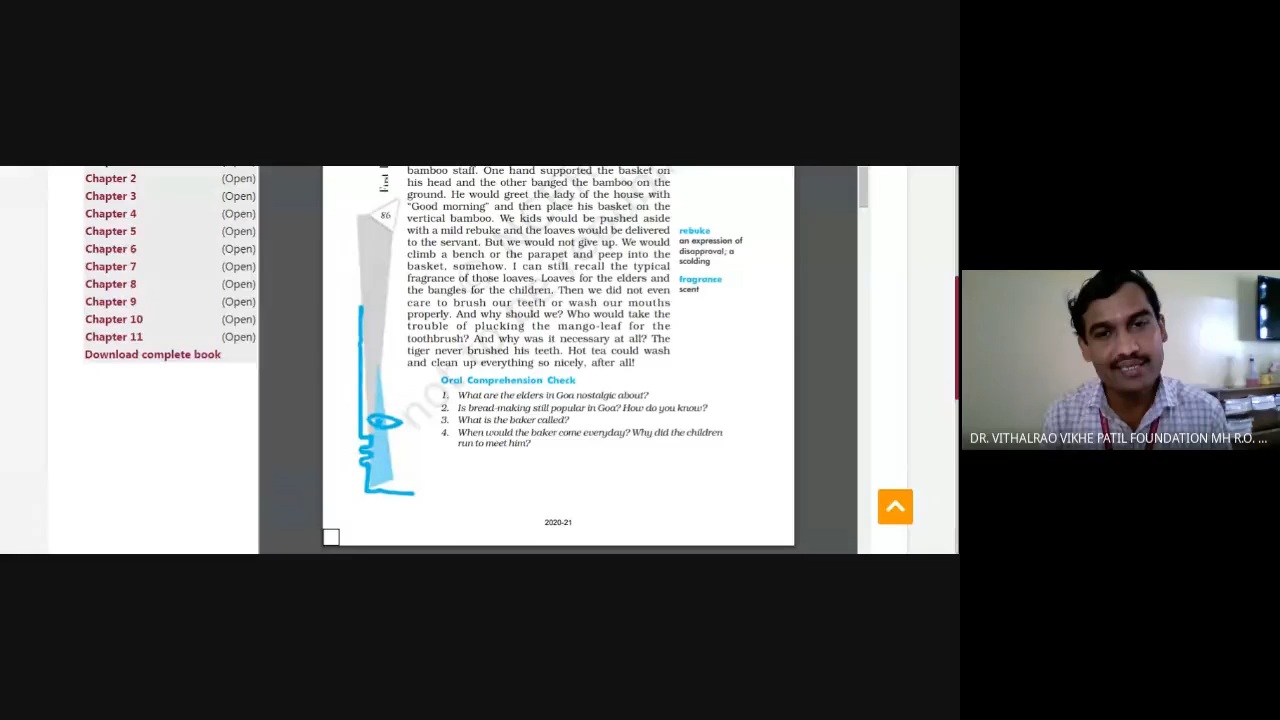 Chapter 2 (Open)
Chapter 3 (Open)
Chapter 4 (Open)
Chapter 5 (Open)
Chapter 6 (Open)
Chapter 7 (Open)
Chapter 8 (Open)
Chapter 9 (Open)
Chapter 10 (Open)
Chapter 11 (Open)
Download complete book
First
86
bamboo staff. One hand supported the basket on
his head and the other banged the bamboo on the
ground. He would greet the lady of the house with
“Good morning” and then place his basket on the
vertical bamboo. We kids would be pushed aside
with a mild rebuke and the loaves would be delivered
to the servant. But we would not give up. We would
climb a bench or the parapet and peep into the
basket, somehow. I can still recall the typical
fragrance of those loaves. Loaves for the elders and
the bangles for the children. Then we did not even
care to brush our teeth or wash our mouths
properly. And why should we? Who would take the
trouble of plucking the mango-leaf for the
toothbrush? And why was it necessary at all? The
tiger never brushed his teeth. Hot tea could wash
and clean up everything so nicely, after all!
rebuke
an expression of
disapproval; a
scolding
fragrance
scent
Oral Comprehension Check
1. What are the elders in Goa nostalgic about?
2. Is bread-making still popular in Goa? How do you know?
3. What is the baker called?
4. When would the baker come everyday? Why did the children
run to meet him?
2020-21
DR. VITHALRAO VIKHE PATIL FOUNDATION MH R.O. ...